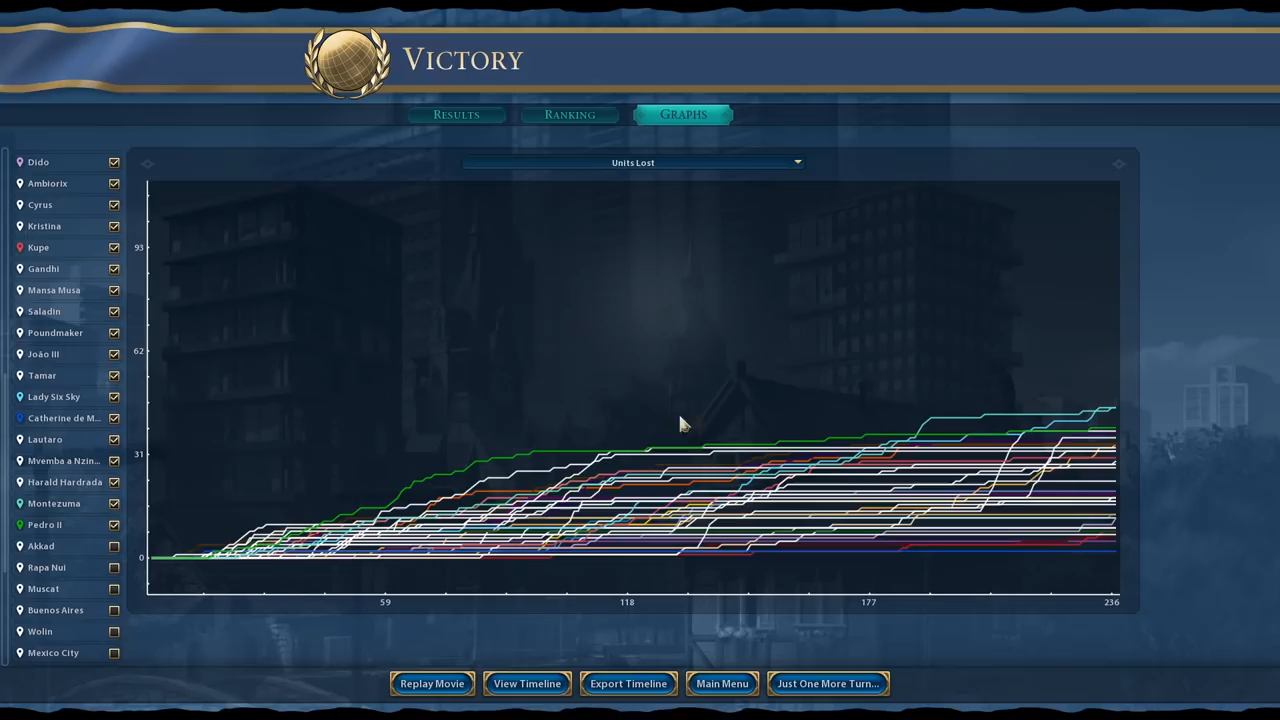 VICTORY
RESULTS
RANKING
GRAPHS
Units Lost
Dido
Ambiorix
Cyrus
Kristina
Kupe
Gandhi
Mansa Musa
Saladin
Poundmaker
João III
Tamar
Lady Six Sky
Catherine de M...
Lautaro
Mvemba a Nzin...
Harald Hardrada
Montezuma
Pedro II
Akkad
Rapa Nui
Muscat
Buenos Aires
Wolin
Mexico City
93
62
31
0
59
118
177
236
Replay Movie
View Timeline
Export Timeline
Main Menu
Just One More Turn...